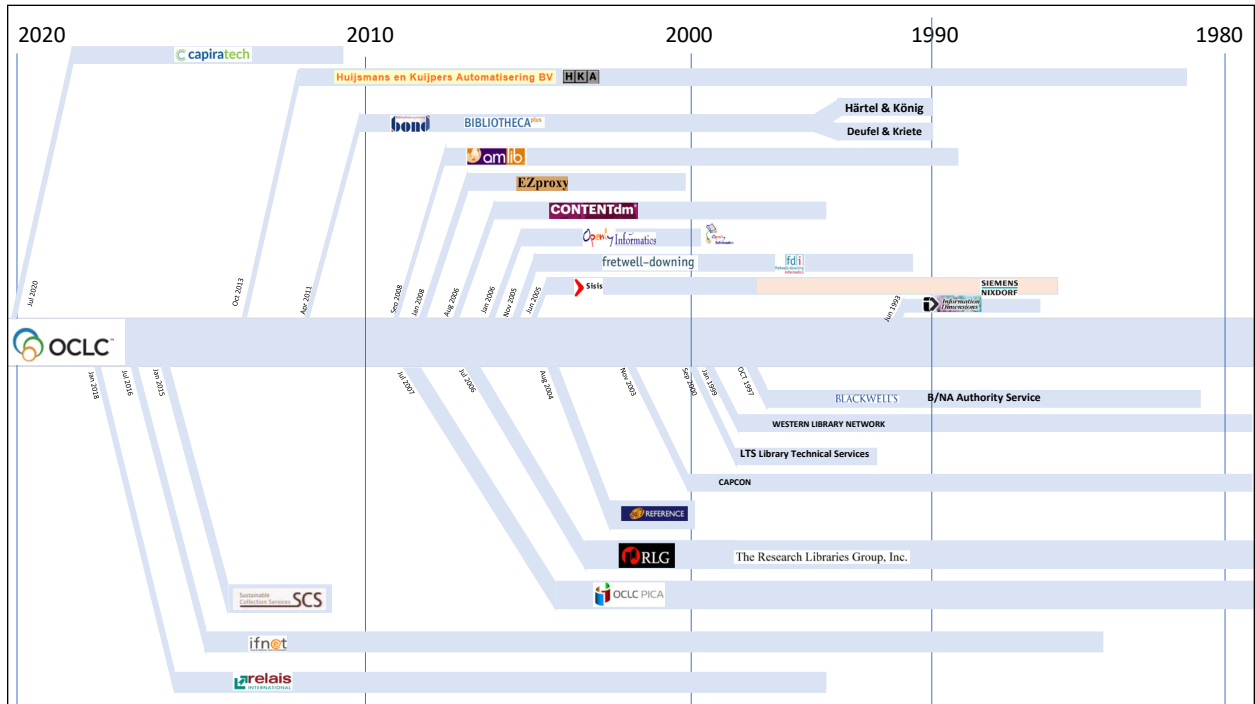 2020 2010 2000 1990 1980
capiratech
Huijsmans en Kuijpers Automatisering BV HKA
Härtel & König
bond BIBLIOTHECAplus
Deufel & Kriete
amlib
EZproxy
CONTENTdm
Openly Informatics
fretwell-downing fdi
Sisis
SIEMENS
NIXDORF
Information
Dimensions
Jul 2020
Oct 2013
Apr 2011
Sep 2008
Jan 2008
Aug 2006
Jan 2006
Nov 2005
Jun 2005
Jun 1993
OCLC™
Jan 2018
Jul 2016
Jan 2015
Jul 2007
Jul 2006
Aug 2004
Nov 2003
Sep 2000
Jan 1999
OCT 1997
BLACKWELL'S B/NA Authority Service
WESTERN LIBRARY NETWORK
LTS Library Technical Services
CAPCON
REFERENCE
RLG The Research Libraries Group, Inc.
OCLC PICA
Sustainable
Collection Services SCS
ifnet
relais
INTERNATIONAL